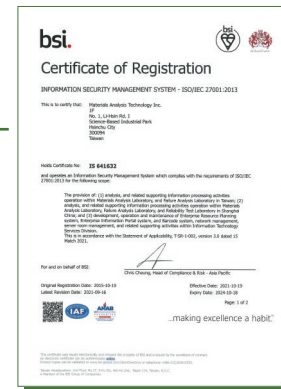 bsi.
bsi
Certificate of Registration
INFORMATION SECURITY MANAGEMENT SYSTEM - ISO/IEC 27001:2013
This is to certify that: Materials Analysis Technology Inc.
1F
No. 1, Li-Hsin Rd. I
Science-Based Industrial Park
Hsinchu City
300094
Taiwan
Holds Certificate No: IS 641632
and operates an Information Security Management System which complies with the requirements of ISO/IEC
27001:2013 for the following scope:
The provision of: (1) analysis, and related supporting information processing activities
operation within Materials Analysis Laboratory, and Failure Analysis Laboratory in Taiwan; (2)
analysis, and related supporting information processing activities operation within Materials
Analysis Laboratory, Failure Analysis Laboratory, and Reliability Test Laboratory in Shanghai
China; and (3) development, operation and maintenance of Enterprise Resource Planning
system, Enterprise Information Portal system, and Barcode system, network management,
server room management, and related supporting activities within Information Technology
Services Division.
This is in accordance with the Statement of Applicability, T-SR-1-003, version 3.0 dated 15
March 2021.
For and on behalf of BSI:
Chris Cheung, Head of Compliance & Risk - Asia Pacific
Original Registration Date: 2015-10-19
Effective Date: 2021-10-19
Latest Revision Date: 2021-09-16
Expiry Date: 2024-10-18
Page: 1 of 2
IAF
ANAB
...making excellence a habit.